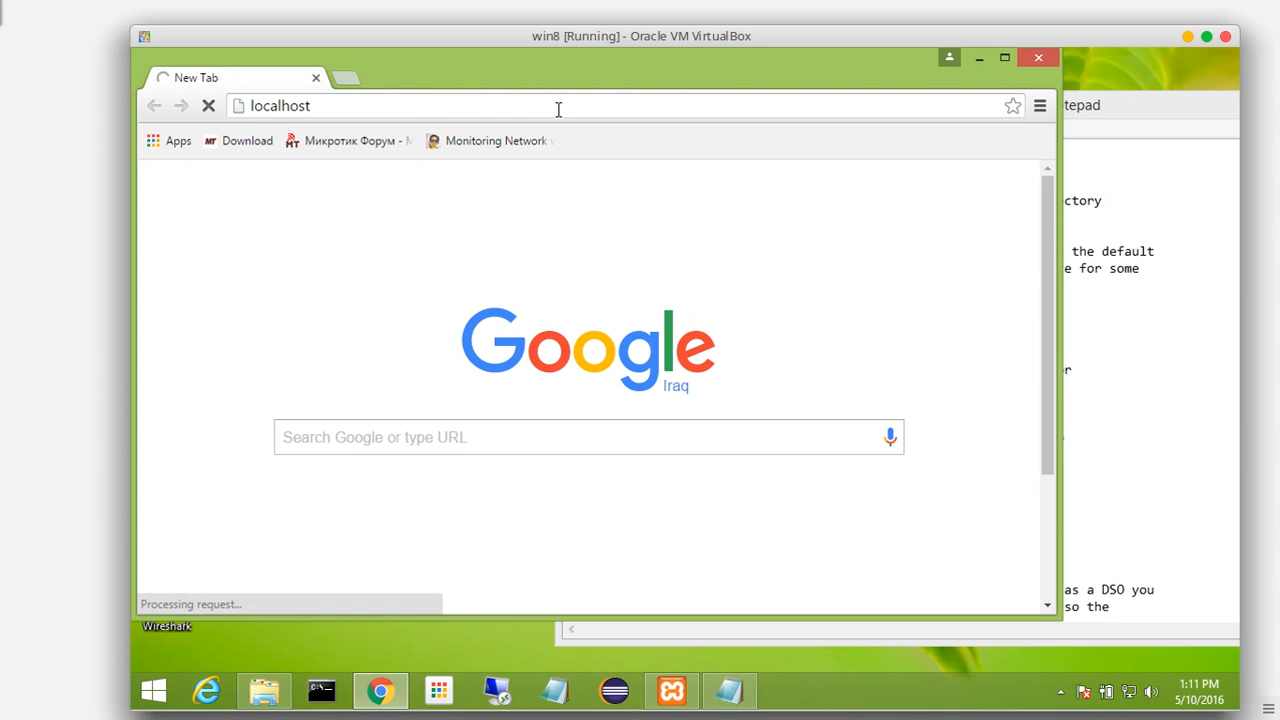 win8 [Running] - Oracle VM VirtualBox
New Tab
localhost
tepad
Apps
Download
Микротик Форум - М
Monitoring Network
ctory
the default
e for some
Google
Iraq
or
Search Google or type URL
as a DSO you
so the
Processing request...
Wireshark
1:11 PM
5/10/2016